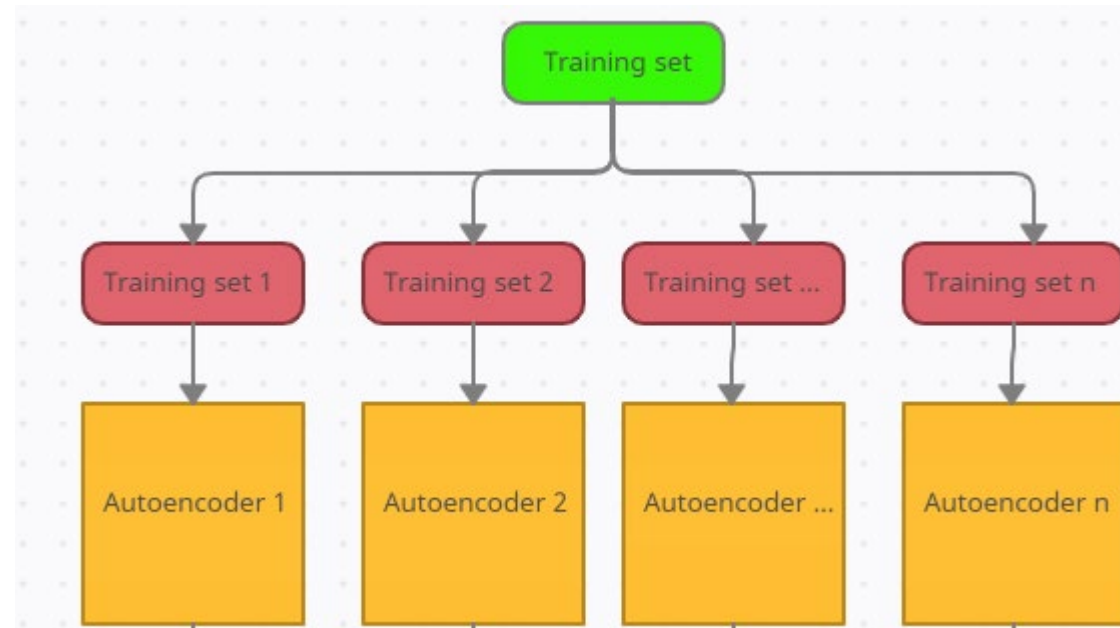 Training set
Training set 1
Training set 2
Training set ...
Training set n
Autoencoder 1
Autoencoder 2
Autoencoder ...
Autoencoder n